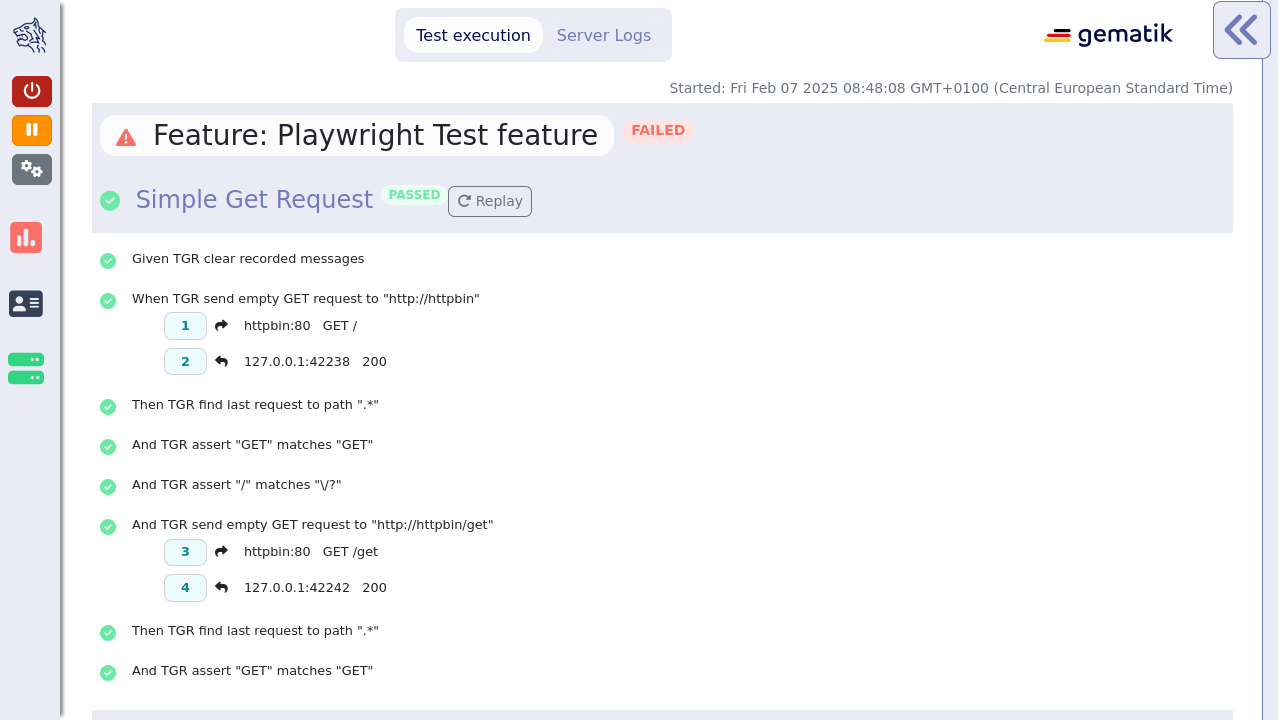 Test execution Server Logs
gematik
Started: Fri Feb 07 2025 08:48:08 GMT+0100 (Central European Standard Time)
Feature: Playwright Test feature FAILED
Simple Get Request PASSED Replay
Given TGR clear recorded messages
When TGR send empty GET request to "http://httpbin"
1 httpbin:80 GET /
2 127.0.0.1:42238 200
Then TGR find last request to path ".*"
And TGR assert "GET" matches "GET"
And TGR assert "/" matches "\/?"
And TGR send empty GET request to "http://httpbin/get"
3 httpbin:80 GET /get
4 127.0.0.1:42242 200
Then TGR find last request to path ".*"
And TGR assert "GET" matches "GET"